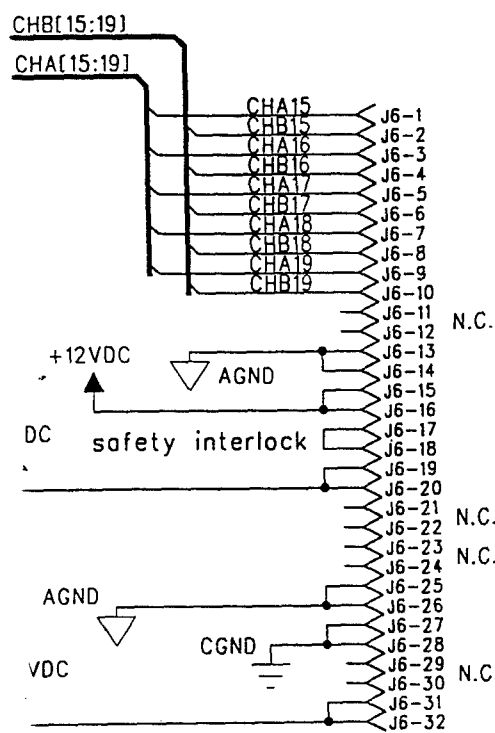 CHB[15:19]
CHA[15:19]
CHA15 J6-1
CHB15 J6-2
CHA16 J6-3
CHB16 J6-4
CHA17 J6-5
CHB17 J6-6
CHA18 J6-7
CHB18 J6-8
CHA19 J6-9
CHB19 J6-10
J6-11
N.C.
J6-12
+12VDC
J6-13
AGND
J6-14
J6-15
J6-16
DC
safety interlock
J6-17
J6-18
J6-19
J6-20
J6-21
N.C.
J6-22
J6-23
N.C.
J6-24
J6-25
AGND
J6-26
J6-27
CGND
J6-28
VDC
J6-29
N.C
J6-30
J6-31
J6-32